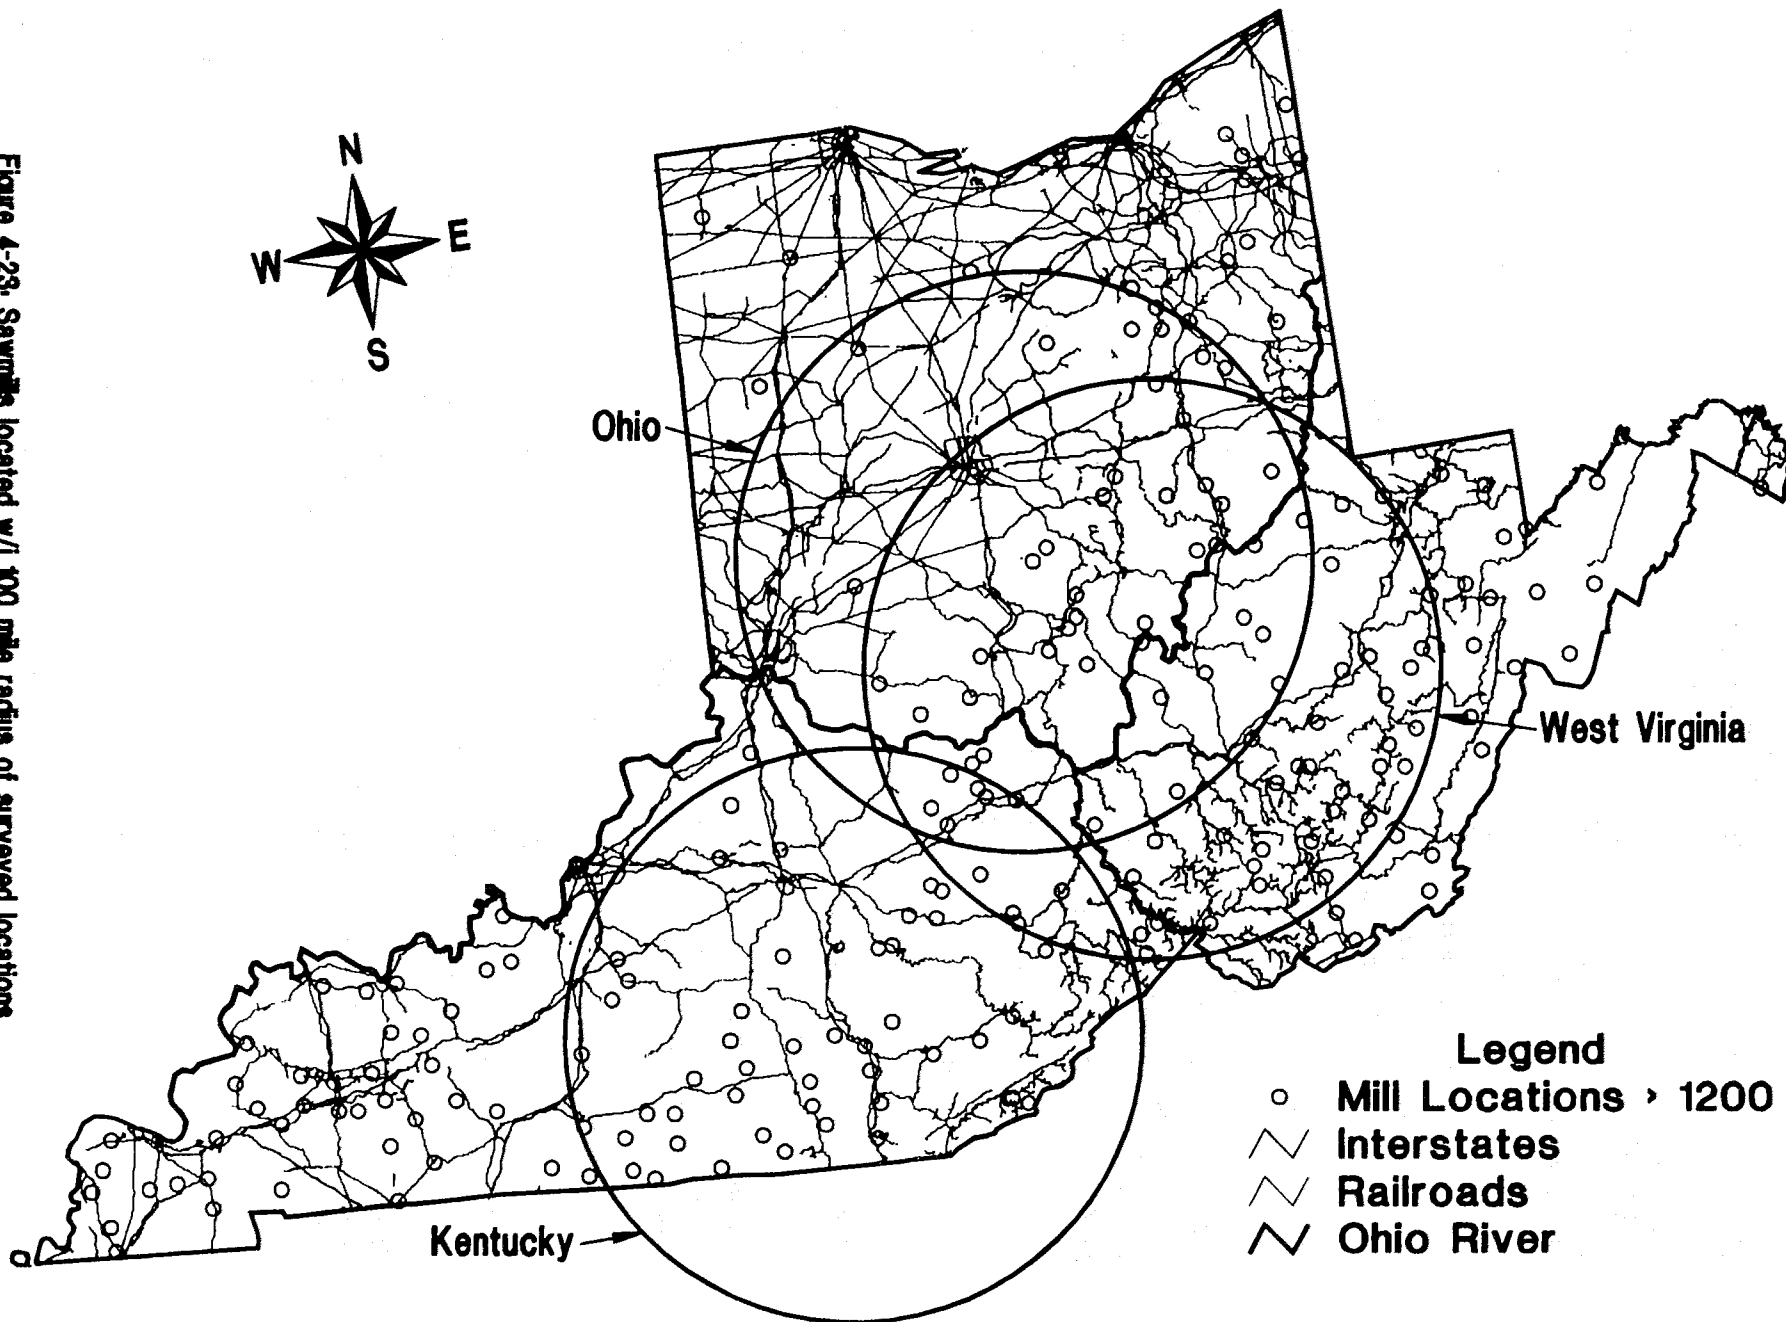 Figure 4-23. Sawmills located w/i 100 mile radius of surveyed locations
N
W
E
S
Ohio
West Virginia
Kentucky
Legend
Mill Locations > 1200
Interstates
Railroads
Ohio River